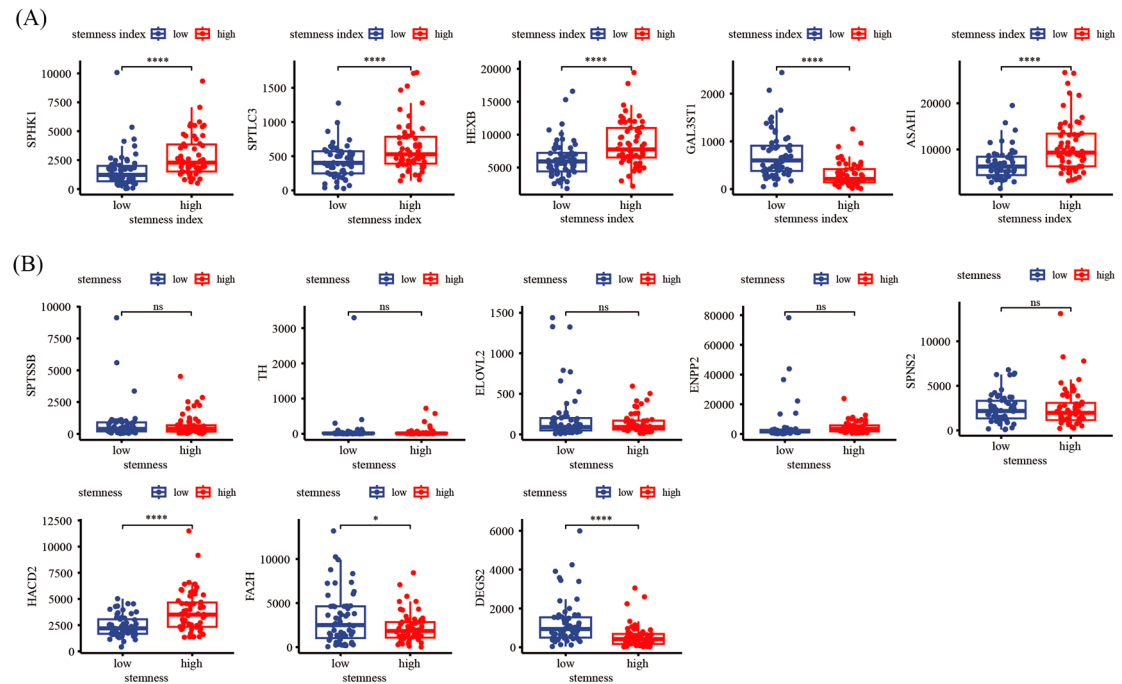 (A)
stemness index low high
stemness index low high
stemness index low high
stemness index low high
stemness index low high
SPHK1
10000
7500
5000
2500
0
****
low high
stemness index
SPTLC3
1500
1000
500
0
****
low high
stemness index
HEXB
20000
15000
10000
5000
****
low high
stemness index
GAL3ST1
2000
1000
0
****
low high
stemness index
ASAH1
20000
10000
****
low high
stemness index
(B)
stemness low high
stemness low high
stemness low high
stemness low high
stemness low high
SPTSSB
10000
7500
5000
2500
0
ns
low high
stemness
TH
3000
2000
1000
0
ns
low high
stemness
ELOVL2
1500
1000
500
0
ns
low high
stemness
ENPP2
80000
60000
40000
20000
0
ns
low high
stemness
SPNS2
10000
5000
0
ns
low high
stemness
stemness low high
stemness low high
stemness low high
HACD2
12500
10000
7500
5000
2500
0
****
low high
stemness
FA2H
10000
5000
0
*
low high
stemness
DEGS2
6000
4000
2000
0
****
low high
stemness